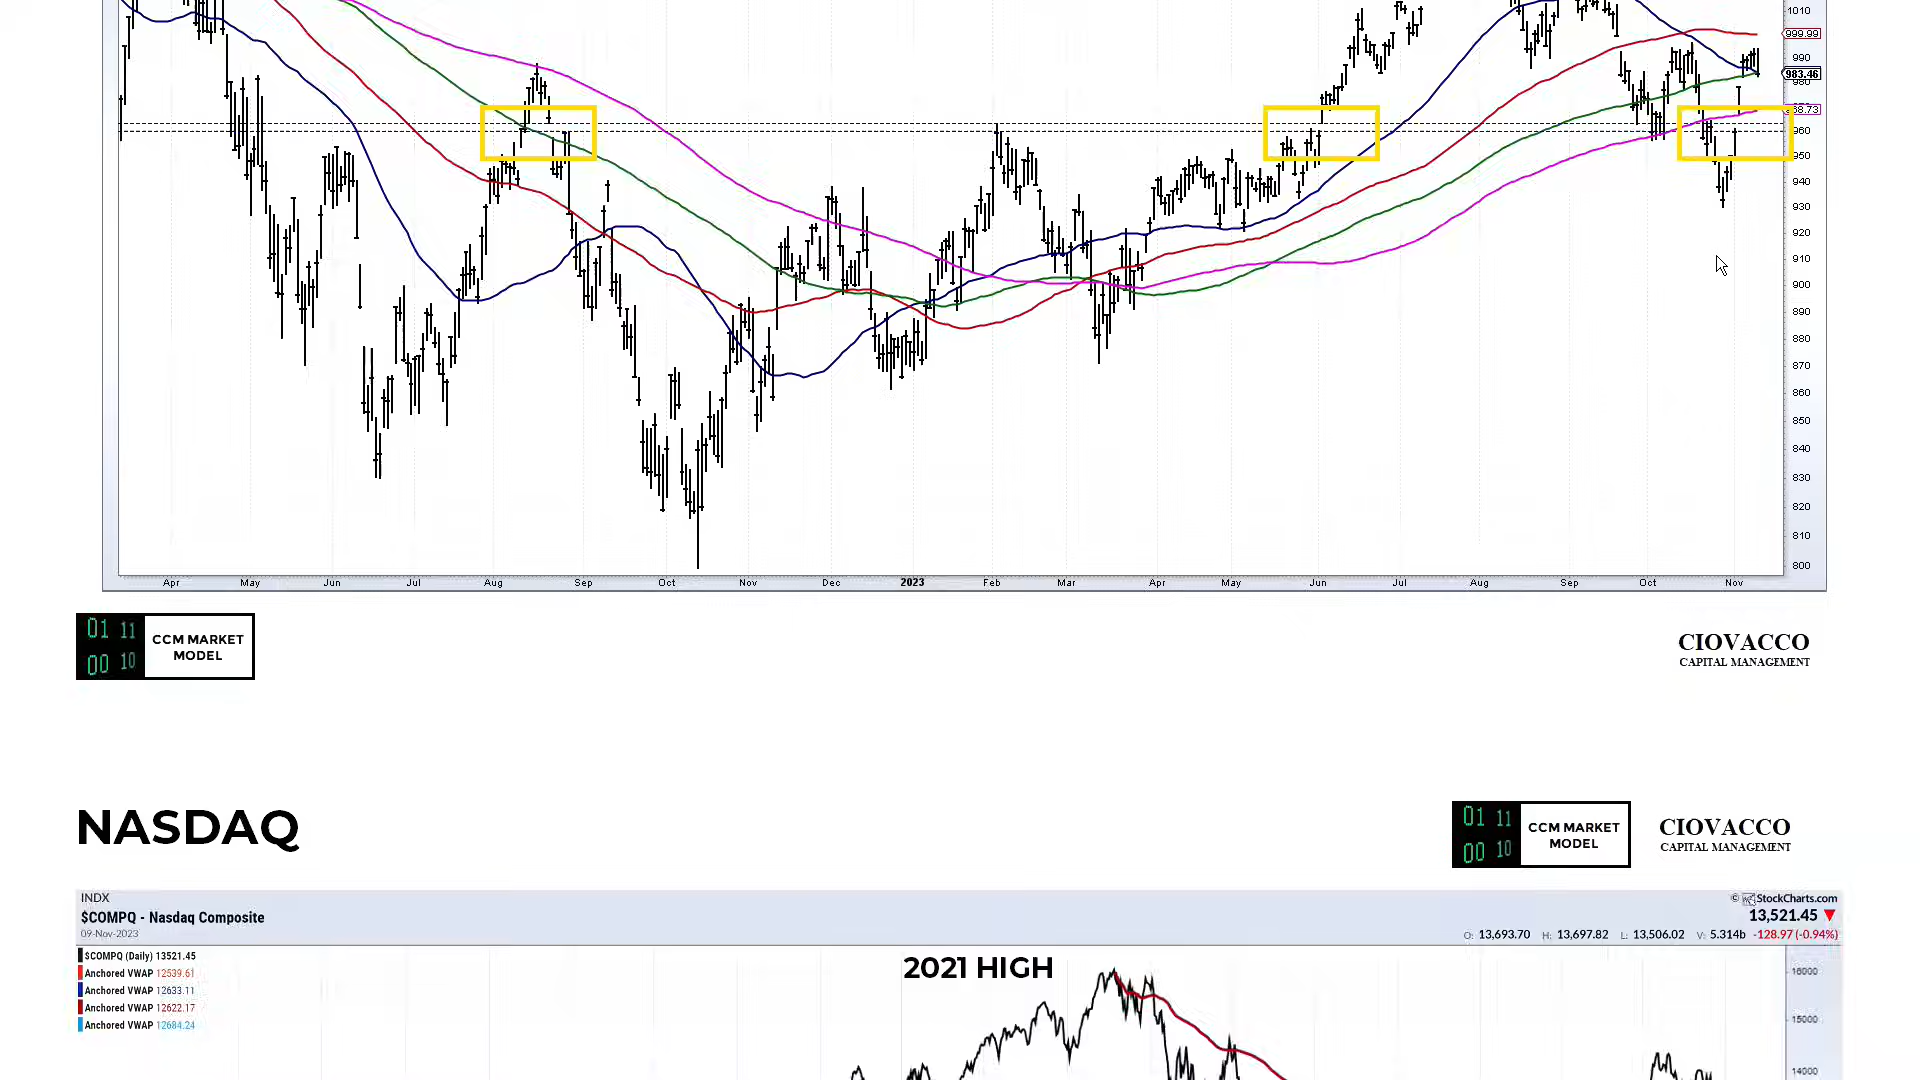 1010
999.99
990
983.46
980
968.73
960
950
940
930
920
910
900
890
880
870
860
850
840
830
820
810
800
Apr May Jun Jul Aug Sep Oct Nov Dec 2023 Feb Mar Apr May Jun Jul Aug Sep Oct Nov
01 11
00 10
CCM MARKET
MODEL
CIOVACCO
CAPITAL MANAGEMENT
NASDAQ
01 11
00 10
CCM MARKET
MODEL
CIOVACCO
CAPITAL MANAGEMENT
INDX
© StockCharts.com
$COMPQ - Nasdaq Composite
13,521.45
09-Nov-2023
O: 13,693.70 H: 13,697.82 L: 13,506.02 V: 5.314b -128.97 (-0.94%)
$COMPQ (Daily) 13521.45
Anchored VWAP 12539.61
Anchored VWAP 12633.11
Anchored VWAP 12622.17
Anchored VWAP 12684.24
2021 HIGH
16000
15000
14000